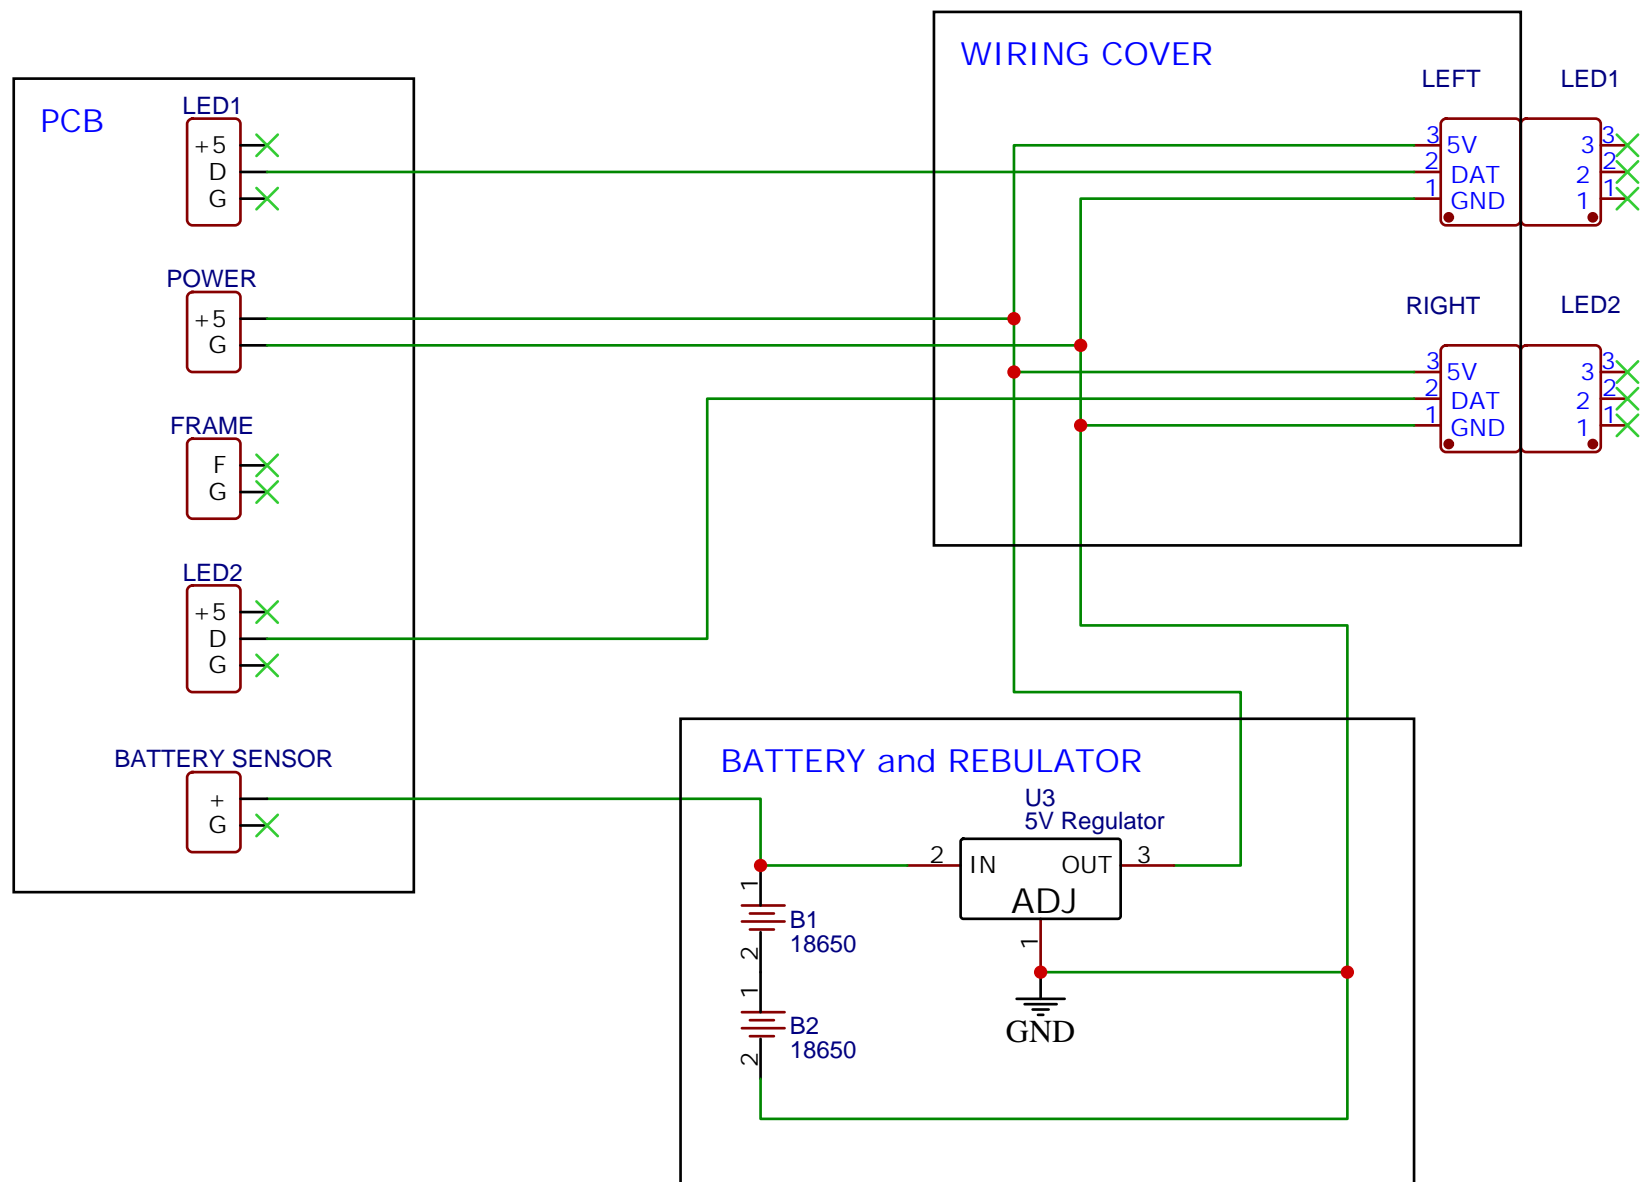 WIRING COVER
PCB
LED1
+5
D
G
POWER
+5
G
FRAME
F
G
LED2
+5
D
G
BATTERY SENSOR
+
G
LEFT LED1
3 5V 3 3
2 DAT 2 2
1 GND 1 1
RIGHT LED2
3 5V 3 3
2 DAT 2 2
1 GND 1 1
BATTERY and REBULATOR
U3
5V Regulator
2 IN OUT 3
ADJ
1
GND
1
B1
18650
2
1
B2
18650
2